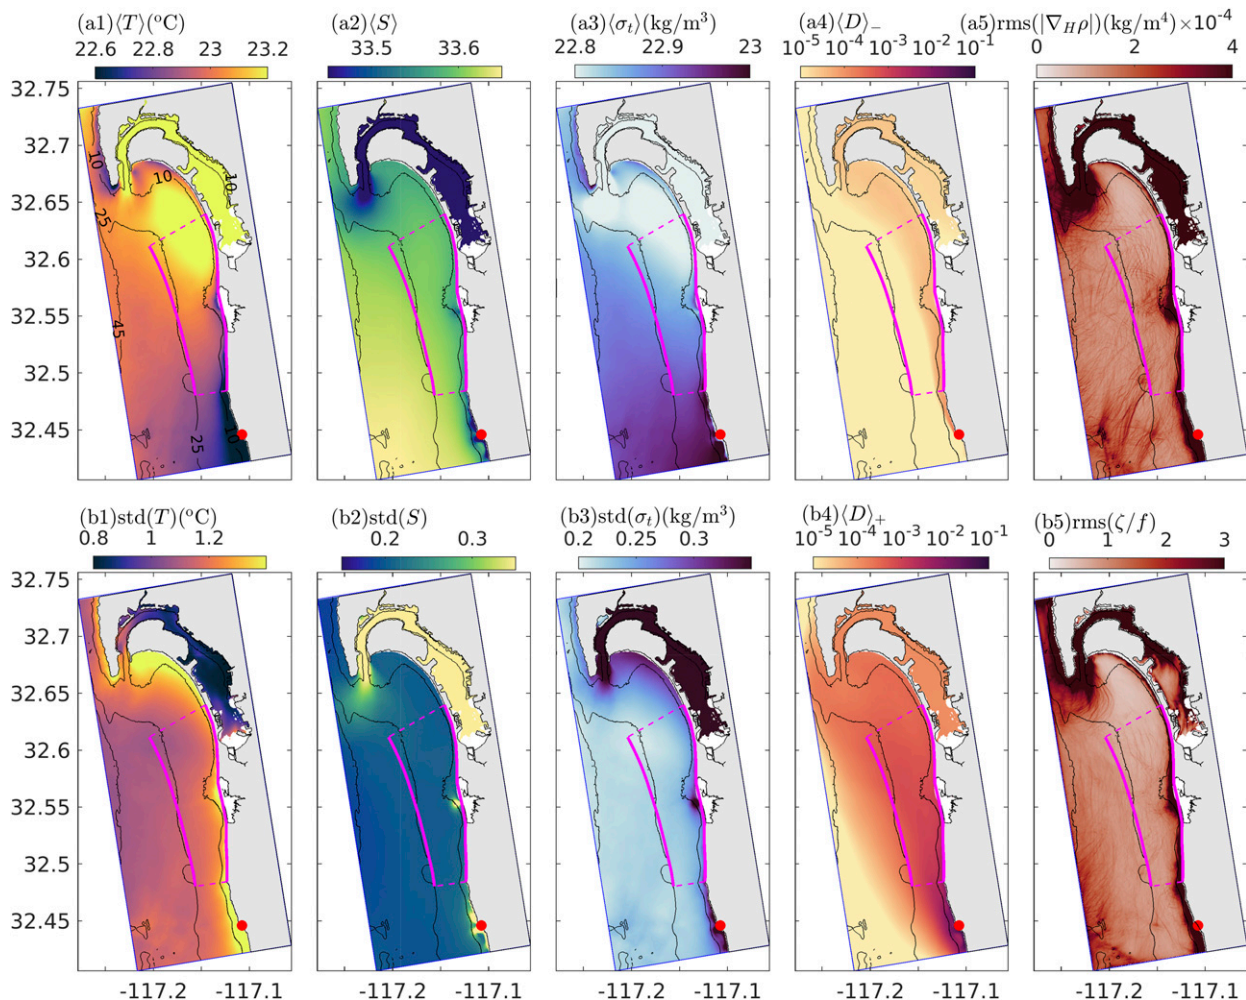 (a1)⟨T⟩(°C) (a2)⟨S⟩ (a3)⟨σt⟩(kg/m³) (a4)⟨D⟩₋ (a5)rms(|∇Hρ|)(kg/m⁴)×10⁻⁴
22.6 22.8 23 23.2 33.5 33.6 22.8 22.9 23 10⁻⁵ 10⁻⁴ 10⁻³ 10⁻² 10⁻¹ 0 2 4
32.75
32.7
32.65
32.6
32.55
32.5
32.45
10 10 10
25
45
25 10
(b1)std(T)(°C) (b2)std(S) (b3)std(σt)(kg/m³) (b4)⟨D⟩₊ (b5)rms(ζ/f)
0.8 1 1.2 0.2 0.3 0.2 0.25 0.3 10⁻⁵ 10⁻⁴ 10⁻³ 10⁻² 10⁻¹ 0 1 2 3
32.75
32.7
32.65
32.6
32.55
32.5
32.45
-117.2 -117.1 -117.2 -117.1 -117.2 -117.1 -117.2 -117.1 -117.2 -117.1